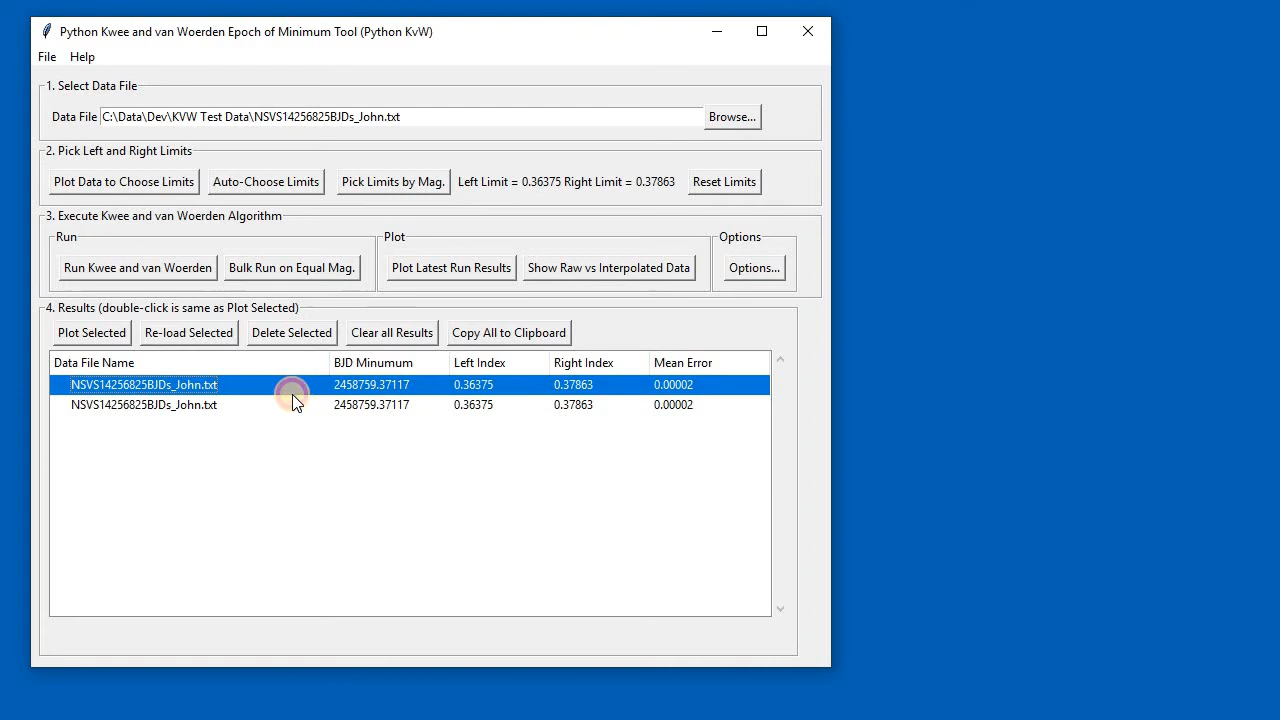 Python Kwee and van Woerden Epoch of Minimum Tool (Python KvW)
File Help
1. Select Data File
Data File C:\Data\Dev\KVW Test Data\NSVS14256825BJDs_John.txt Browse...
2. Pick Left and Right Limits
Plot Data to Choose Limits Auto-Choose Limits Pick Limits by Mag. Left Limit = 0.36375 Right Limit = 0.37863 Reset Limits
3. Execute Kwee and van Woerden Algorithm
Run Plot Options
Run Kwee and van Woerden Bulk Run on Equal Mag. Plot Latest Run Results Show Raw vs Interpolated Data Options...
4. Results (double-click is same as Plot Selected)
Plot Selected Re-load Selected Delete Selected Clear all Results Copy All to Clipboard
Data File Name BJD Minumum Left Index Right Index Mean Error
NSVS14256825BJDs_John.txt 2458759.37117 0.36375 0.37863 0.00002
NSVS14256825BJDs_John.txt 2458759.37117 0.36375 0.37863 0.00002